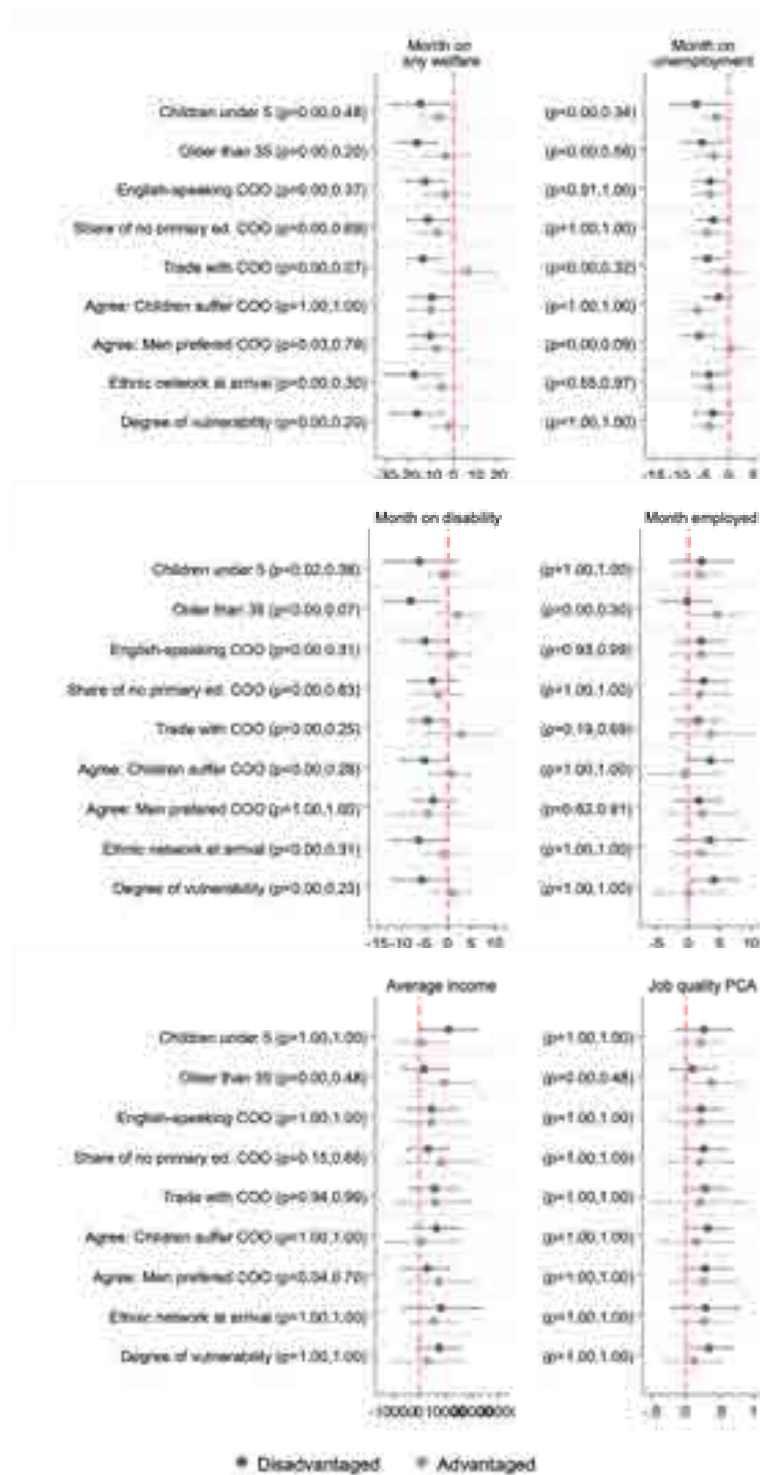 Month on
any welfare
Month on
unemployment
Children under 5 (p=0.00,0.48)
(p=0.00,0.34)
Older than 35 (p=0.00,0.20)
(p=0.00,0.56)
English-speaking COO (p=0.00,0.37)
(p=0.91,1.00)
Share of no primary ed. COO (p=0.00,0.69)
(p=1.00,1.00)
Trade with COO (p=0.00,0.07)
(p=0.00,0.32)
Agree: Children suffer COO (p=1.00,1.00)
(p=1.00,1.00)
Agree: Men prefered COO (p=0.03,0.79)
(p=0.00,0.09)
Ethnic network at arrival (p=0.00,0.30)
(p=0.58,0.97)
Degree of vulnerability (p=0.00,0.20)
(p=1.00,1.00)
-30-20-10 0 10 20
-15-10-5 0 5
Month on disability
Month employed
Children under 5 (p=0.02,0.38)
(p=1.00,1.00)
Older than 35 (p=0.00,0.07)
(p=0.00,0.30)
English-speaking COO (p=0.00,0.31)
(p=0.93,0.99)
Share of no primary ed. COO (p=0.00,0.63)
(p=1.00,1.00)
Trade with COO (p=0.00,0.25)
(p=0.19,0.69)
Agree: Children suffer COO (p=0.00,0.28)
(p=1.00,1.00)
Agree: Men prefered COO (p=1.00,1.00)
(p=0.62,0.91)
Ethnic network at arrival (p=0.00,0.31)
(p=1.00,1.00)
Degree of vulnerability (p=0.00,0.23)
(p=1.00,1.00)
-15-10-5 0 5 10
-5 0 5 10
Average income
Job quality PCA
Children under 5 (p=1.00,1.00)
(p=1.00,1.00)
Older than 35 (p=0.00,0.48)
(p=0.00,0.48)
English-speaking COO (p=1.00,1.00)
(p=1.00,1.00)
Share of no primary ed. COO (p=0.15,0.66)
(p=1.00,1.00)
Trade with COO (p=0.94,0.99)
(p=1.00,1.00)
Agree: Children suffer COO (p=1.00,1.00)
(p=1.00,1.00)
Agree: Men prefered COO (p=0.34,0.70)
(p=1.00,1.00)
Ethnic network at arrival (p=1.00,1.00)
(p=1.00,1.00)
Degree of vulnerability (p=1.00,1.00)
(p=1.00,1.00)
-.5 0 .5 1
Disadvantaged Advantaged